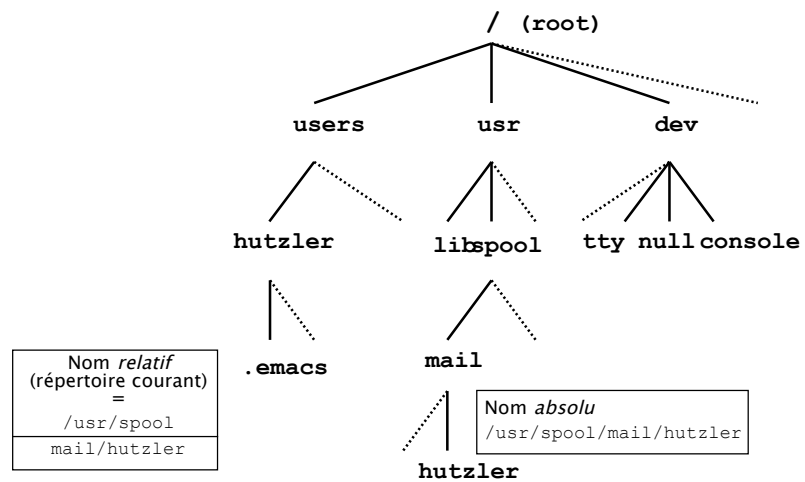 / (root)
users usr dev
hutzler lib spool tty null console
.emacs mail
Nom relatif
(répertoire courant)
=
/usr/spool
mail/hutzler
Nom absolu
/usr/spool/mail/hutzler
hutzler